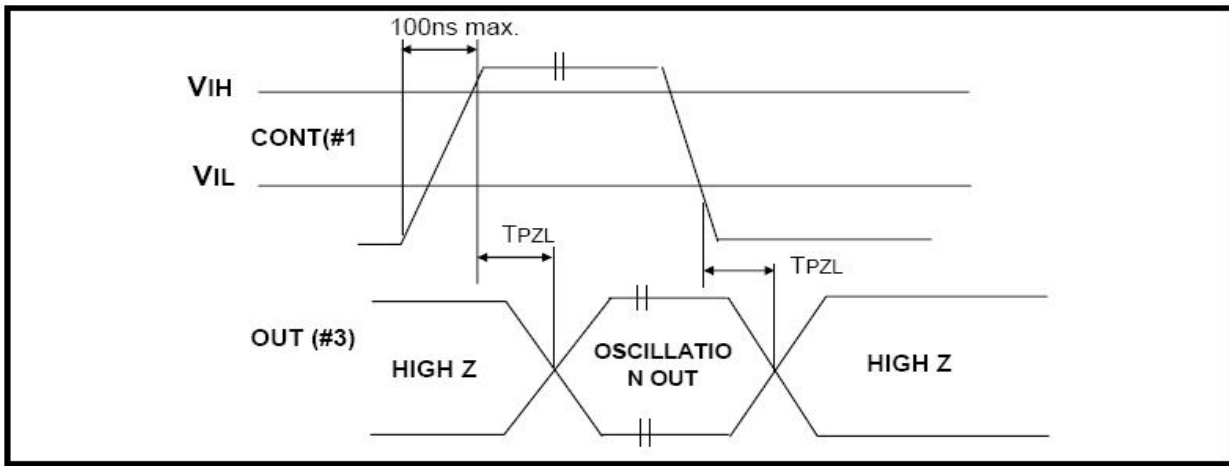 100ns max.
VIH
CONT(#1
VIL
TPZL
TPZL
OUT (#3)
HIGH Z
OSCILLATIO
N OUT
HIGH Z